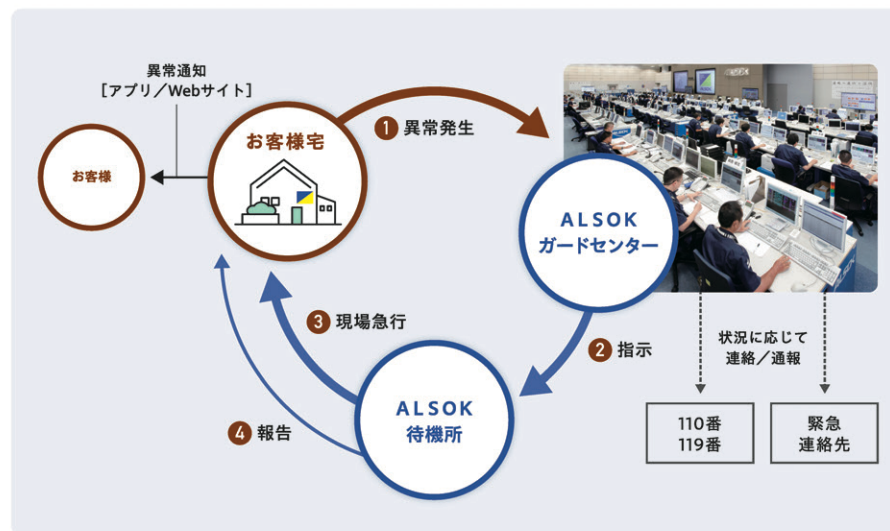 異常通知
[アプリ／Webサイト]
お客様
お客様宅
1 異常発生
ALSOK
ガードセンター
3 現場急行
2 指示
状況に応じて
連絡／通報
ALSOK
待機所
4 報告
110番
119番
緊急
連絡先